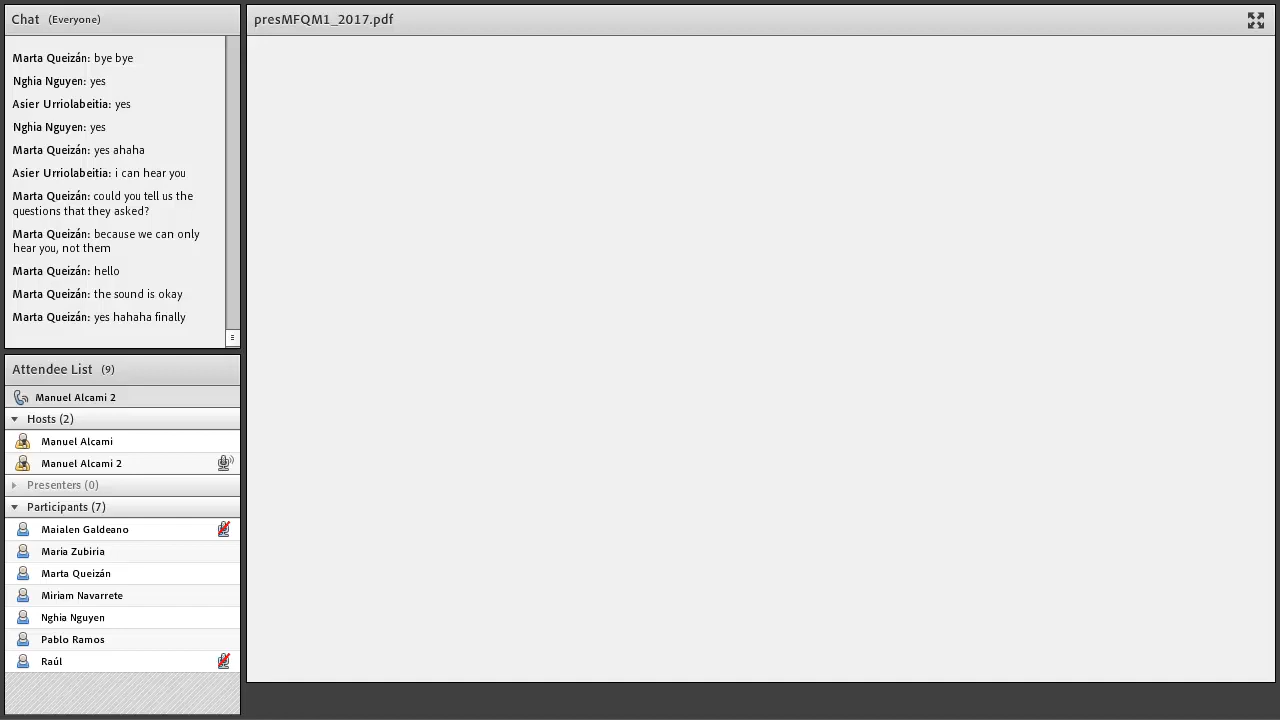 Chat (Everyone)
Marta Queizán: bye bye
Nghia Nguyen: yes
Asier Urriolabeitia: yes
Nghia Nguyen: yes
Marta Queizán: yes ahaha
Asier Urriolabeitia: i can hear you
Marta Queizán: could you tell us the
questions that they asked?
Marta Queizán: because we can only
hear you, not them
Marta Queizán: hello
Marta Queizán: the sound is okay
Marta Queizán: yes hahaha finally
Attendee List (9)
Manuel Alcami 2
Hosts (2)
Manuel Alcami
Manuel Alcami 2
Presenters (0)
Participants (7)
Maialen Galdeano
Maria Zubiria
Marta Queizán
Miriam Navarrete
Nghia Nguyen
Pablo Ramos
Raúl
presMFQM1_2017.pdf